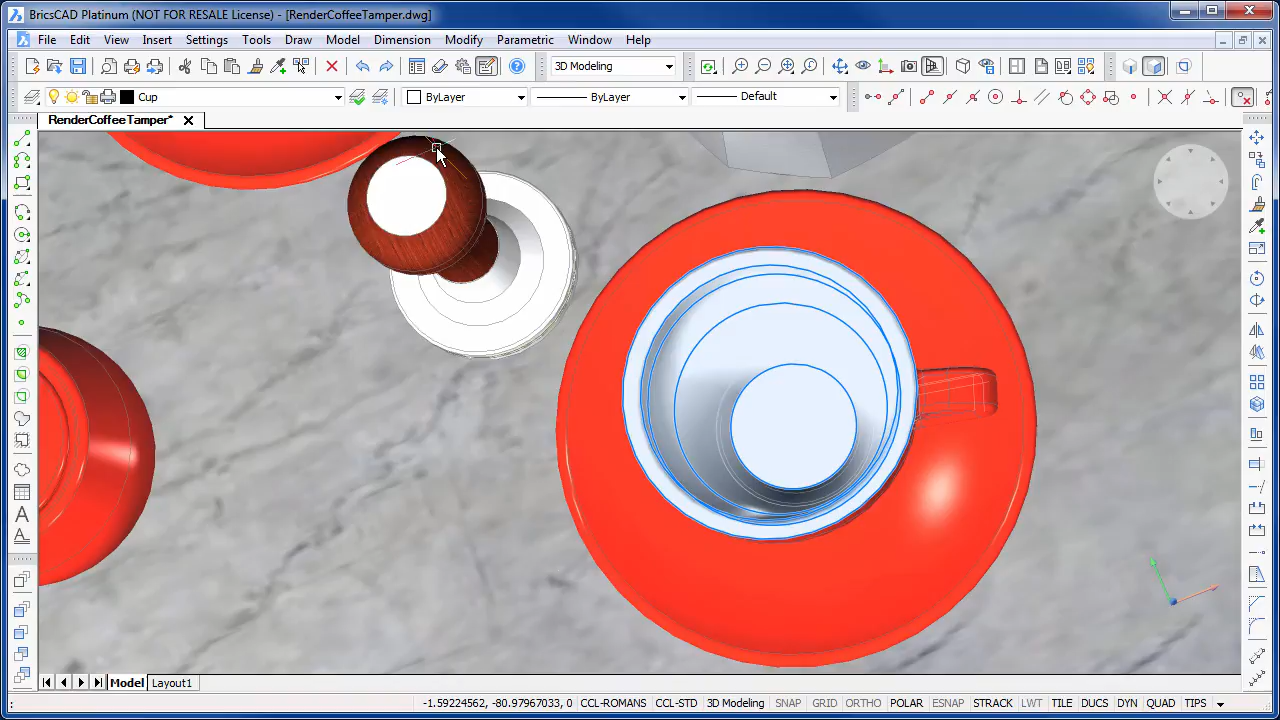 BricsCAD Platinum (NOT FOR RESALE License) - [RenderCoffeeTamper.dwg]
File Edit View Insert Settings Tools Draw Model Dimension Modify Parametric Window Help
3D Modeling
Cup ByLayer ByLayer Default
RenderCoffeeTamper*
Model Layout1
: -1.59224562, -80.97967033, 0 CCL-ROMANS CCL-STD 3D Modeling SNAP GRID ORTHO POLAR ESNAP STRACK LWT TILE DUCS DYN QUAD TIPS